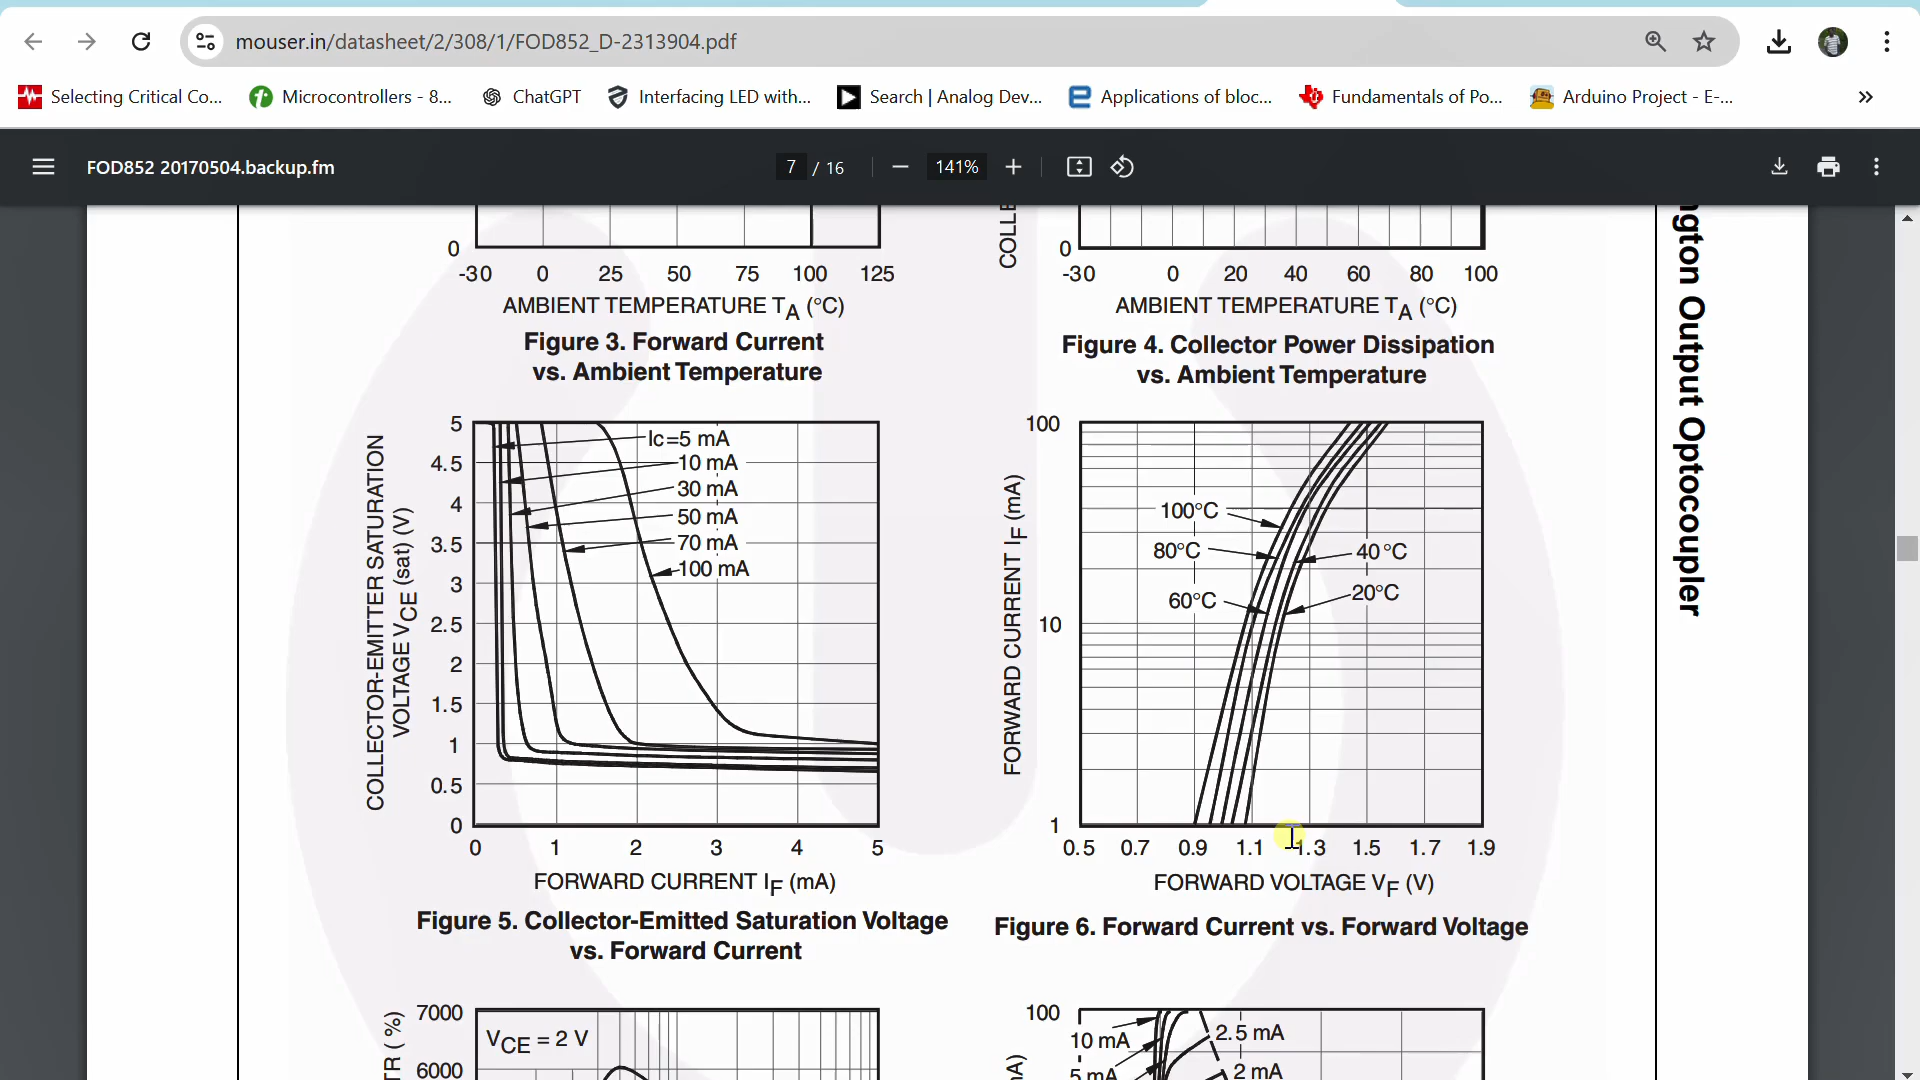 mouser.in/datasheet/2/308/1/FOD852_D-2313904.pdf
Selecting Critical Co...
Microcontrollers - 8...
ChatGPT
Interfacing LED with...
Search | Analog Dev...
Applications of bloc...
Fundamentals of Po...
Arduino Project - E-...
»
FOD852 20170504.backup.fm
7 / 16
141%
0
-30 0 25 50 75 100 125
AMBIENT TEMPERATURE TA (°C)
Figure 3. Forward Current
vs. Ambient Temperature
COLLE
0
-30 0 20 40 60 80 100
AMBIENT TEMPERATURE TA (°C)
Figure 4. Collector Power Dissipation
vs. Ambient Temperature
ngton Output Optocoupler
COLLECTOR-EMITTER SATURATION
VOLTAGE VCE (sat) (V)
5
4.5
4
3.5
3
2.5
2
1.5
1
0.5
0
Ic=5 mA
10 mA
30 mA
50 mA
70 mA
100 mA
0 1 2 3 4 5
FORWARD CURRENT IF (mA)
Figure 5. Collector-Emitted Saturation Voltage
vs. Forward Current
FORWARD CURRENT IF (mA)
100
10
1
100°C
80°C
60°C
40°C
20°C
0.5 0.7 0.9 1.1 1.3 1.5 1.7 1.9
FORWARD VOLTAGE VF (V)
Figure 6. Forward Current vs. Forward Voltage
TR ( %)
7000
6000
VCE = 2 V
mA)
100
10 mA
5 mA
2.5 mA
2 mA